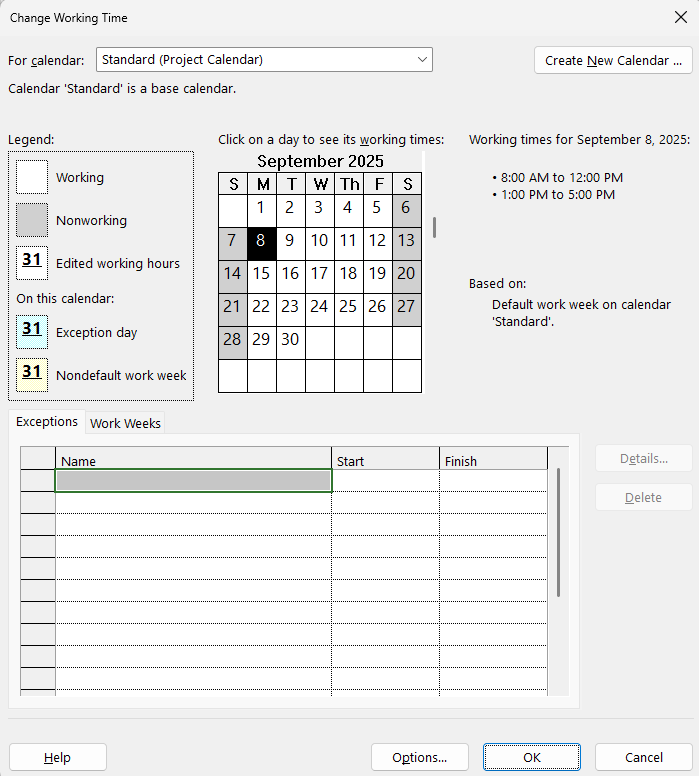 Change Working Time
For calendar: Standard (Project Calendar) Create New Calendar ...
Calendar 'Standard' is a base calendar.
Legend:
Working
Nonworking
31 Edited working hours
On this calendar:
31 Exception day
31 Nondefault work week
Click on a day to see its working times:
September 2025
S M T W Th F S
1 2 3 4 5 6
7 8 9 10 11 12 13
14 15 16 17 18 19 20
21 22 23 24 25 26 27
28 29 30
Working times for September 8, 2025:
• 8:00 AM to 12:00 PM
• 1:00 PM to 5:00 PM
Based on:
Default work week on calendar
'Standard'.
Exceptions Work Weeks
Name Start Finish
Details...
Delete
Help Options... OK Cancel